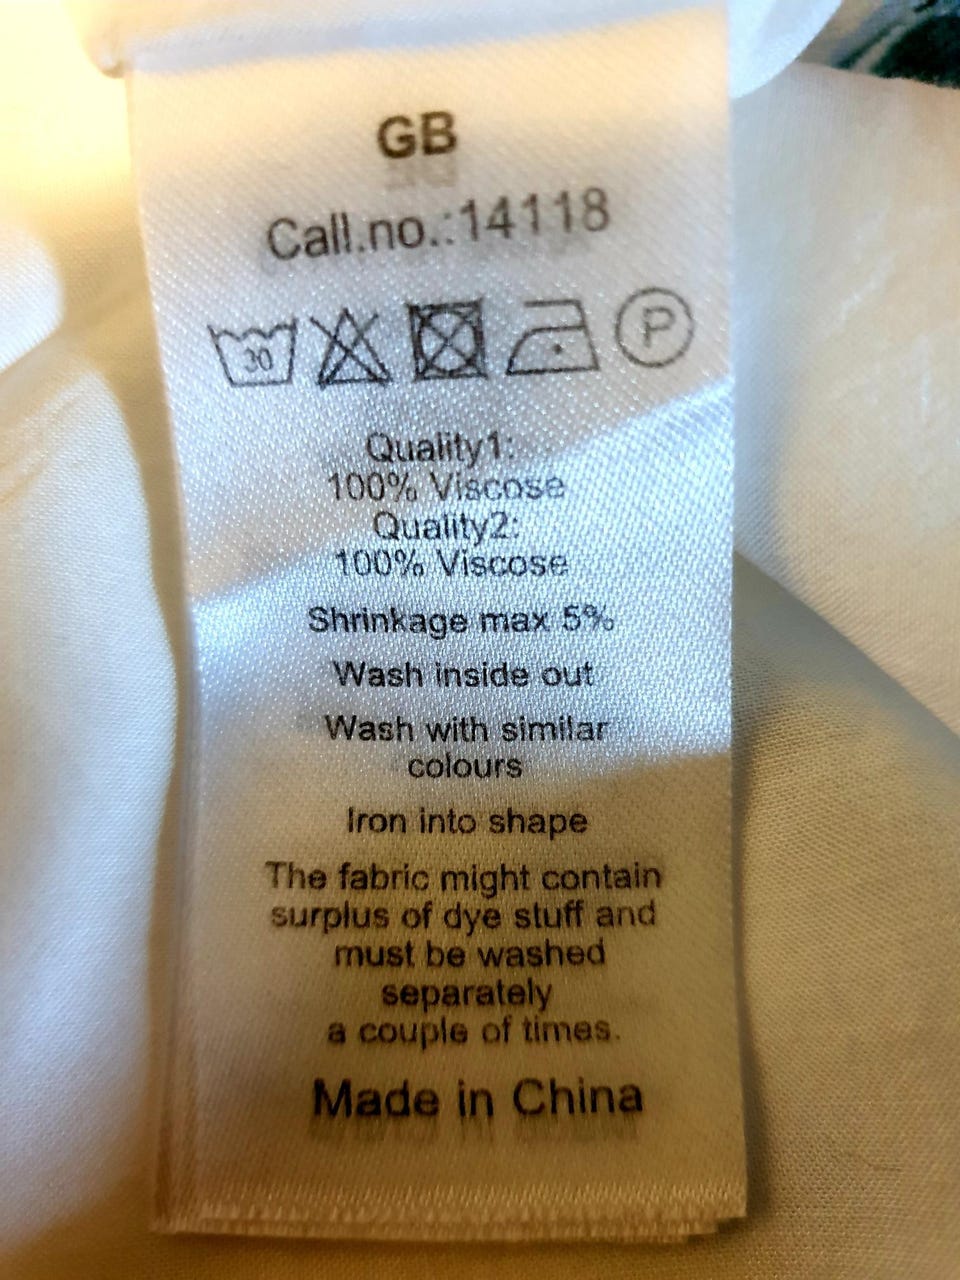 GB
Call.no.:14118
30 P
Quality1:
100% Viscose
Quality2:
100% Viscose
Shrinkage max 5%
Wash inside out
Wash with similar
colours
Iron into shape
The fabric might contain
surplus of dye stuff and
must be washed
separately
a couple of times.
Made in China